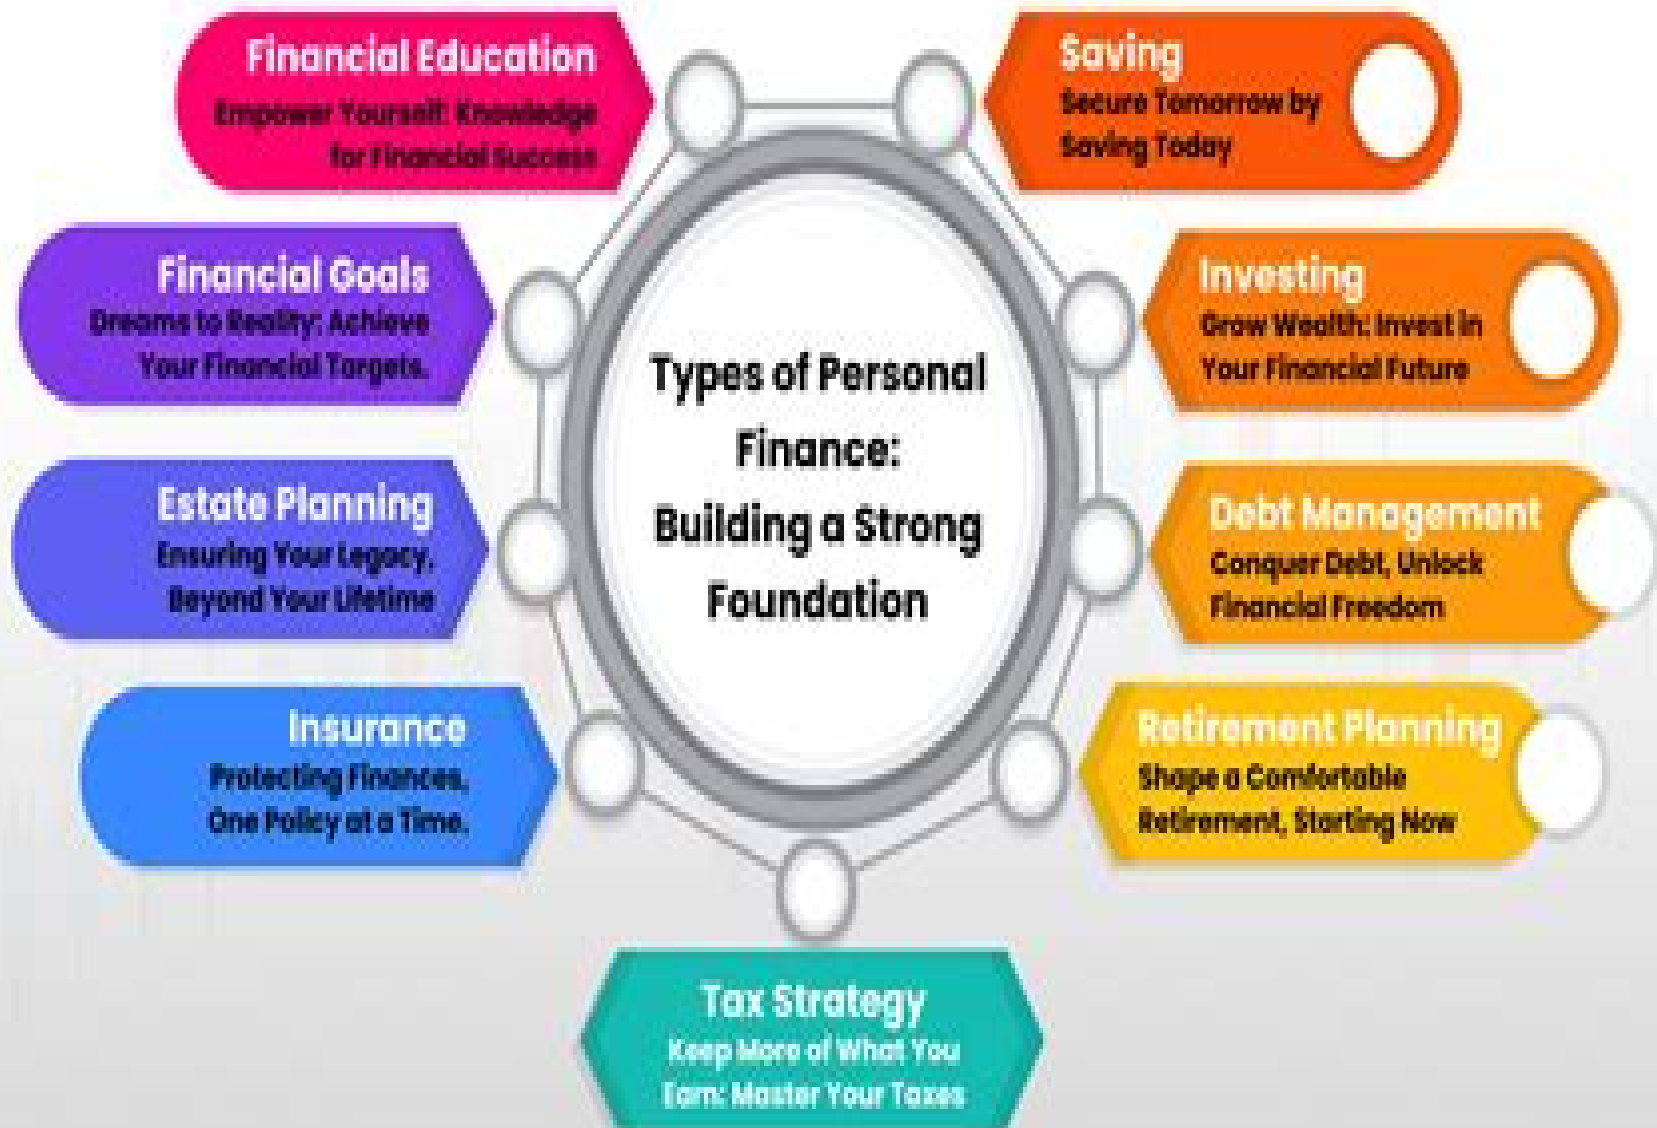 Types of Personal
Finance:
Building a Strong
Foundation
Financial Education
Empower Yourself: Knowledge
for Financial Success
Financial Goals
Dreams to Reality: Achieve
Your Financial Targets.
Estate Planning
Ensuring Your Legacy,
Beyond Your Lifetime
Insurance
Protecting Finances,
One Policy at a Time.
Saving
Secure Tomorrow by
Saving Today
Investing
Grow Wealth: Invest in
Your Financial Future
Debt Management
Conquer Debt, Unlock
Financial Freedom
Retirement Planning
Shape a Comfortable
Retirement, Starting Now
Tax Strategy
Keep More of What You
Earn: Master Your Taxes